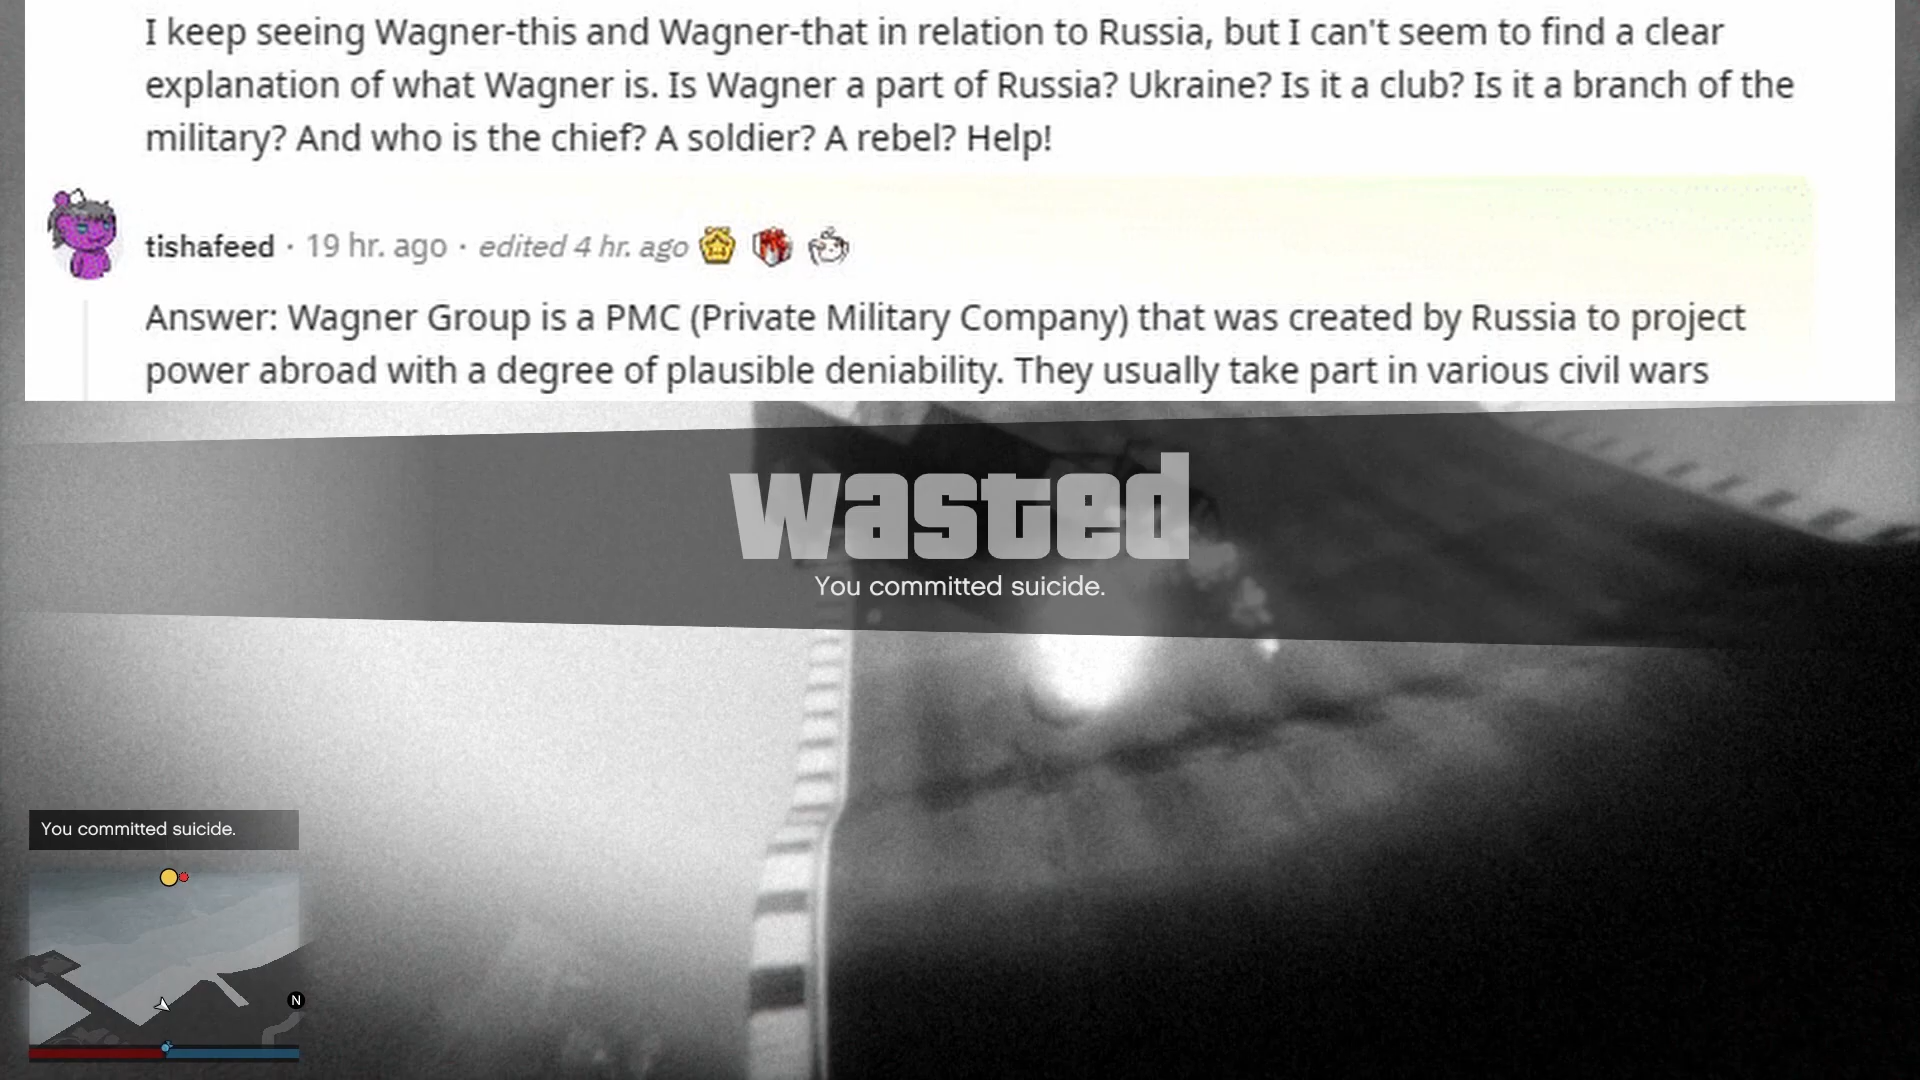 I keep seeing Wagner-this and Wagner-that in relation to Russia, but I can't seem to find a clear
explanation of what Wagner is. Is Wagner a part of Russia? Ukraine? Is it a club? Is it a branch of the
military? And who is the chief? A soldier? A rebel? Help!
tishafeed · 19 hr. ago · edited 4 hr. ago
Answer: Wagner Group is a PMC (Private Military Company) that was created by Russia to project
power abroad with a degree of plausible deniability. They usually take part in various civil wars
wasted
You committed suicide.
You committed suicide.
N